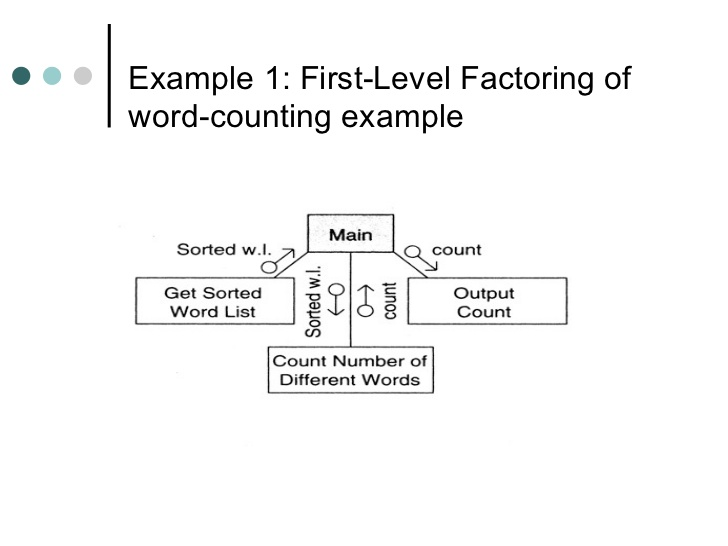 Example 1: First-Level Factoring of
word-counting example
Main
Sorted w.l.
count
Get Sorted
Word List
Sorted w.l.
count
Output
Count
Count Number of
Different Words